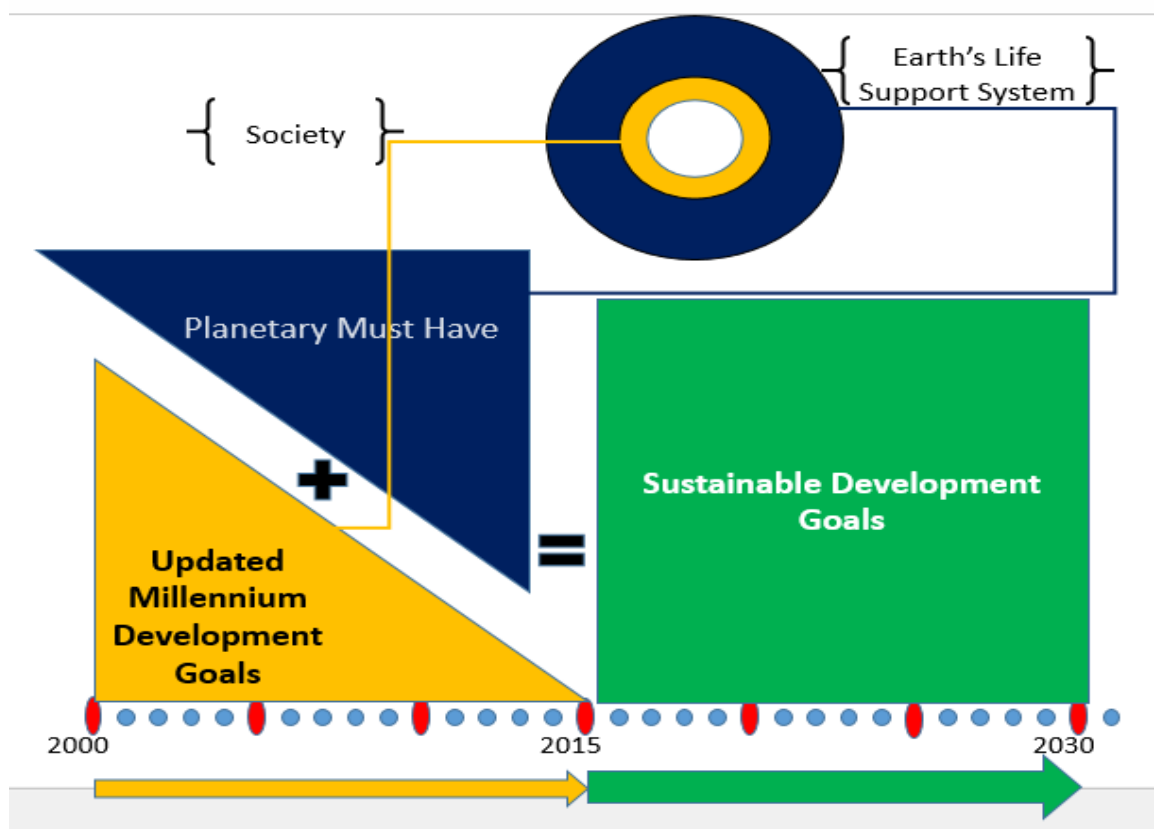 Earth's Life
Support System
Society
Planetary Must Have
+
=
Sustainable Development
Goals
Updated
Millennium
Development
Goals
2000
2015
2030